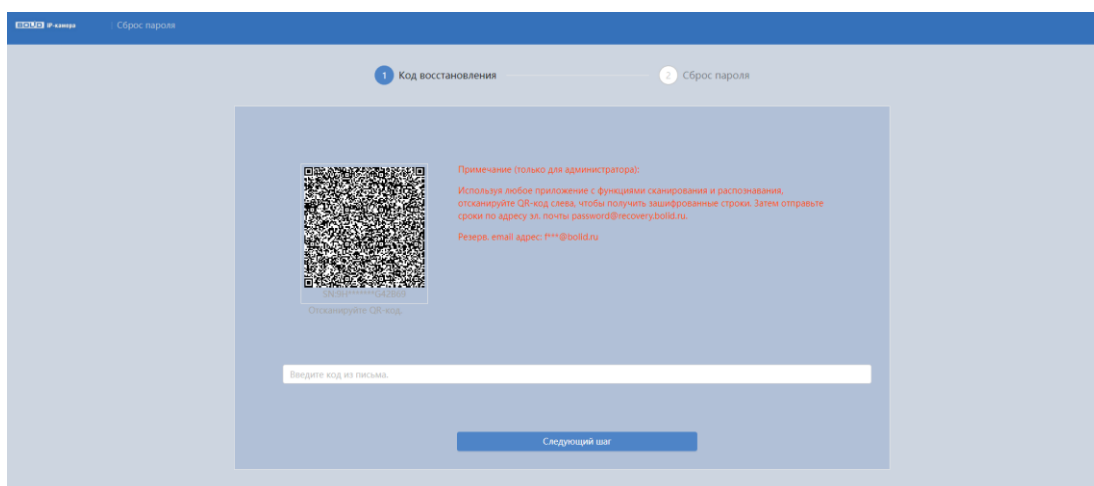 BOLID IP-камера | Сброс пароля
1 Код восстановления 2 Сброс пароля
Примечание (только для администратора):
Используя любое приложение с функциями сканирования и распознавания,
отсканируйте QR-код слева, чтобы получить зашифрованные строки. Затем отправьте
сроки по адресу эл. почты password@recovery.bolid.ru.
Резерв. email адрес: f***@bolid.ru
Отсканируйте QR-код.
Введите код из письма.
Следующий шаг